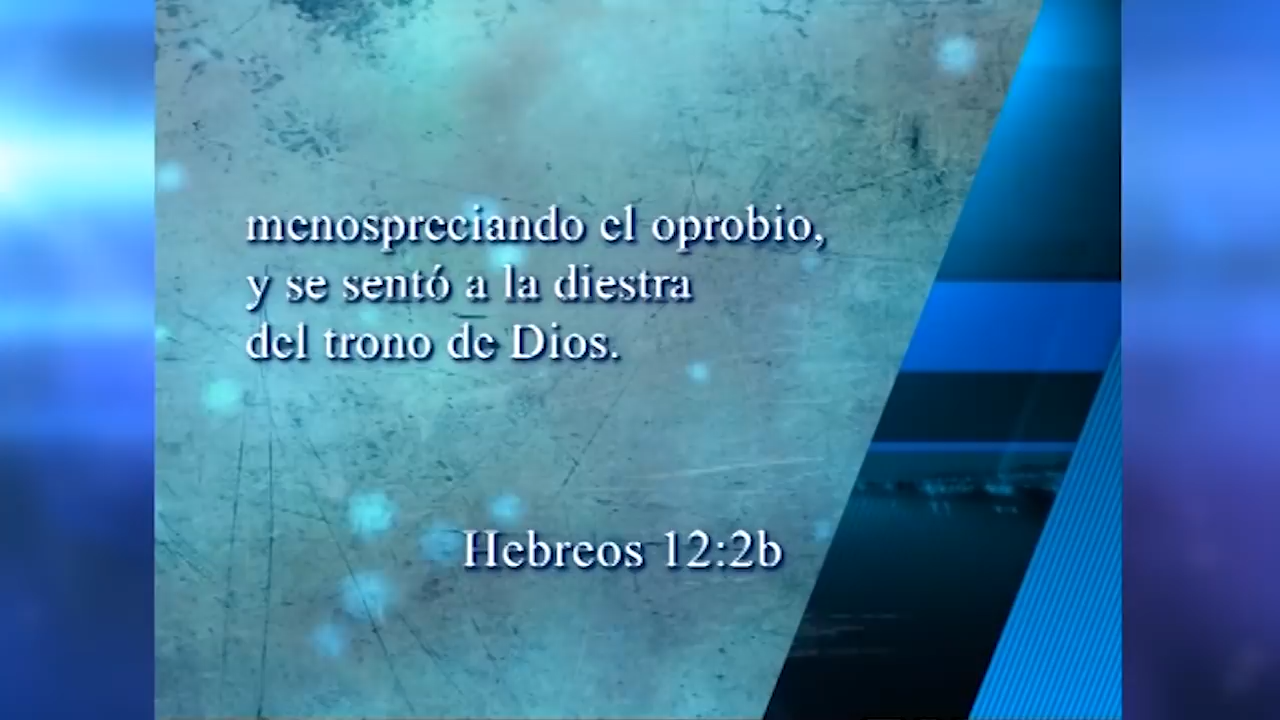 menospreciando el oprobio,
y se sentó a la diestra
del trono de Dios.
Hebreos 12:2b